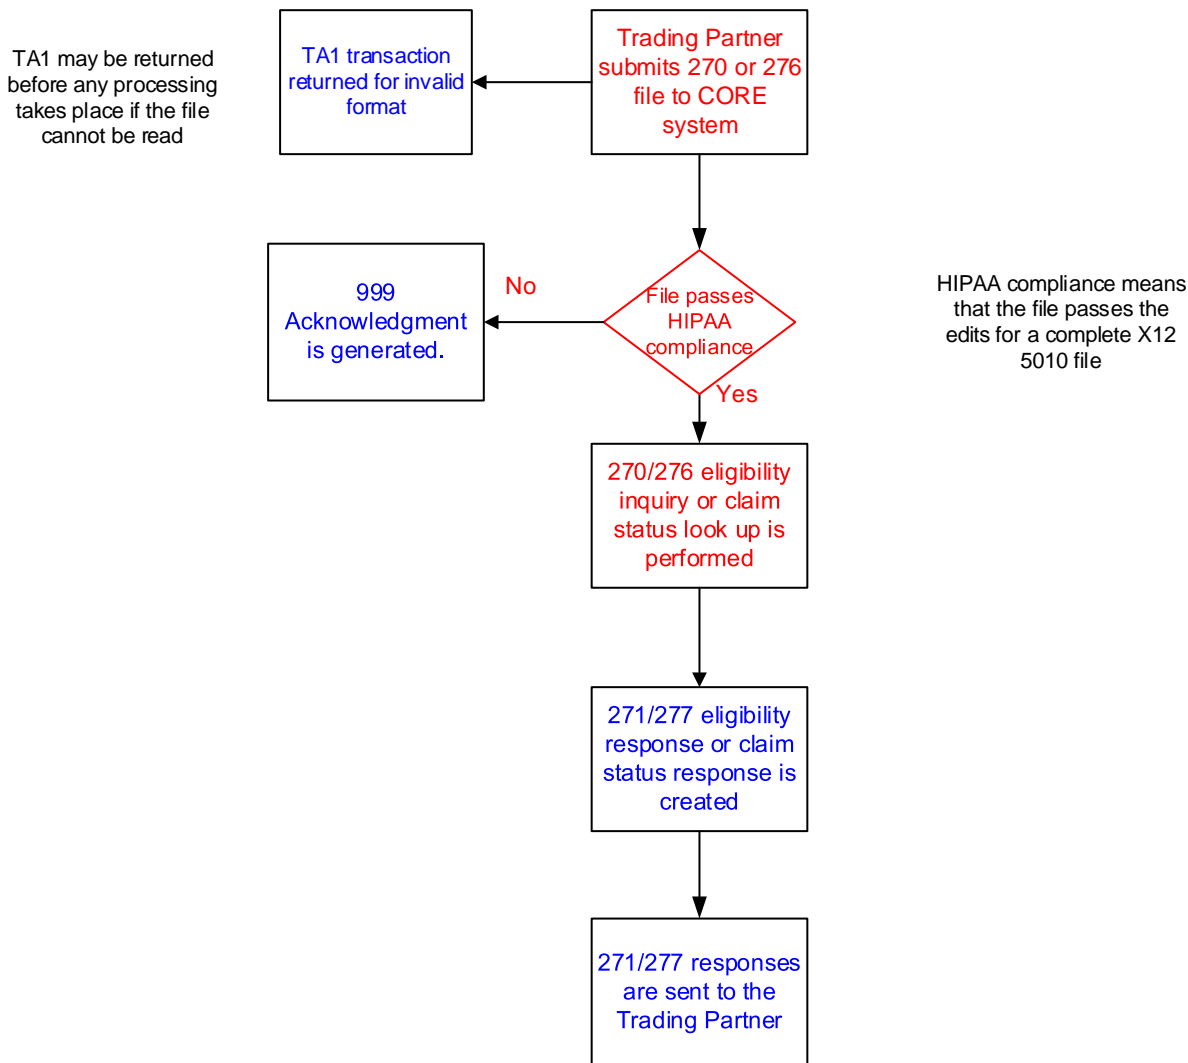 TA1 may be returned
before any processing
takes place if the file
cannot be read
TA1 transaction
returned for invalid
format
Trading Partner
submits 270 or 276
file to CORE
system
999
Acknowledgment
is generated.
No
File passes
HIPAA
compliance
Yes
HIPAA compliance means
that the file passes the
edits for a complete X12
5010 file
270/276 eligibility
inquiry or claim
status look up is
performed
271/277 eligibility
response or claim
status response is
created
271/277 responses
are sent to the
Trading Partner